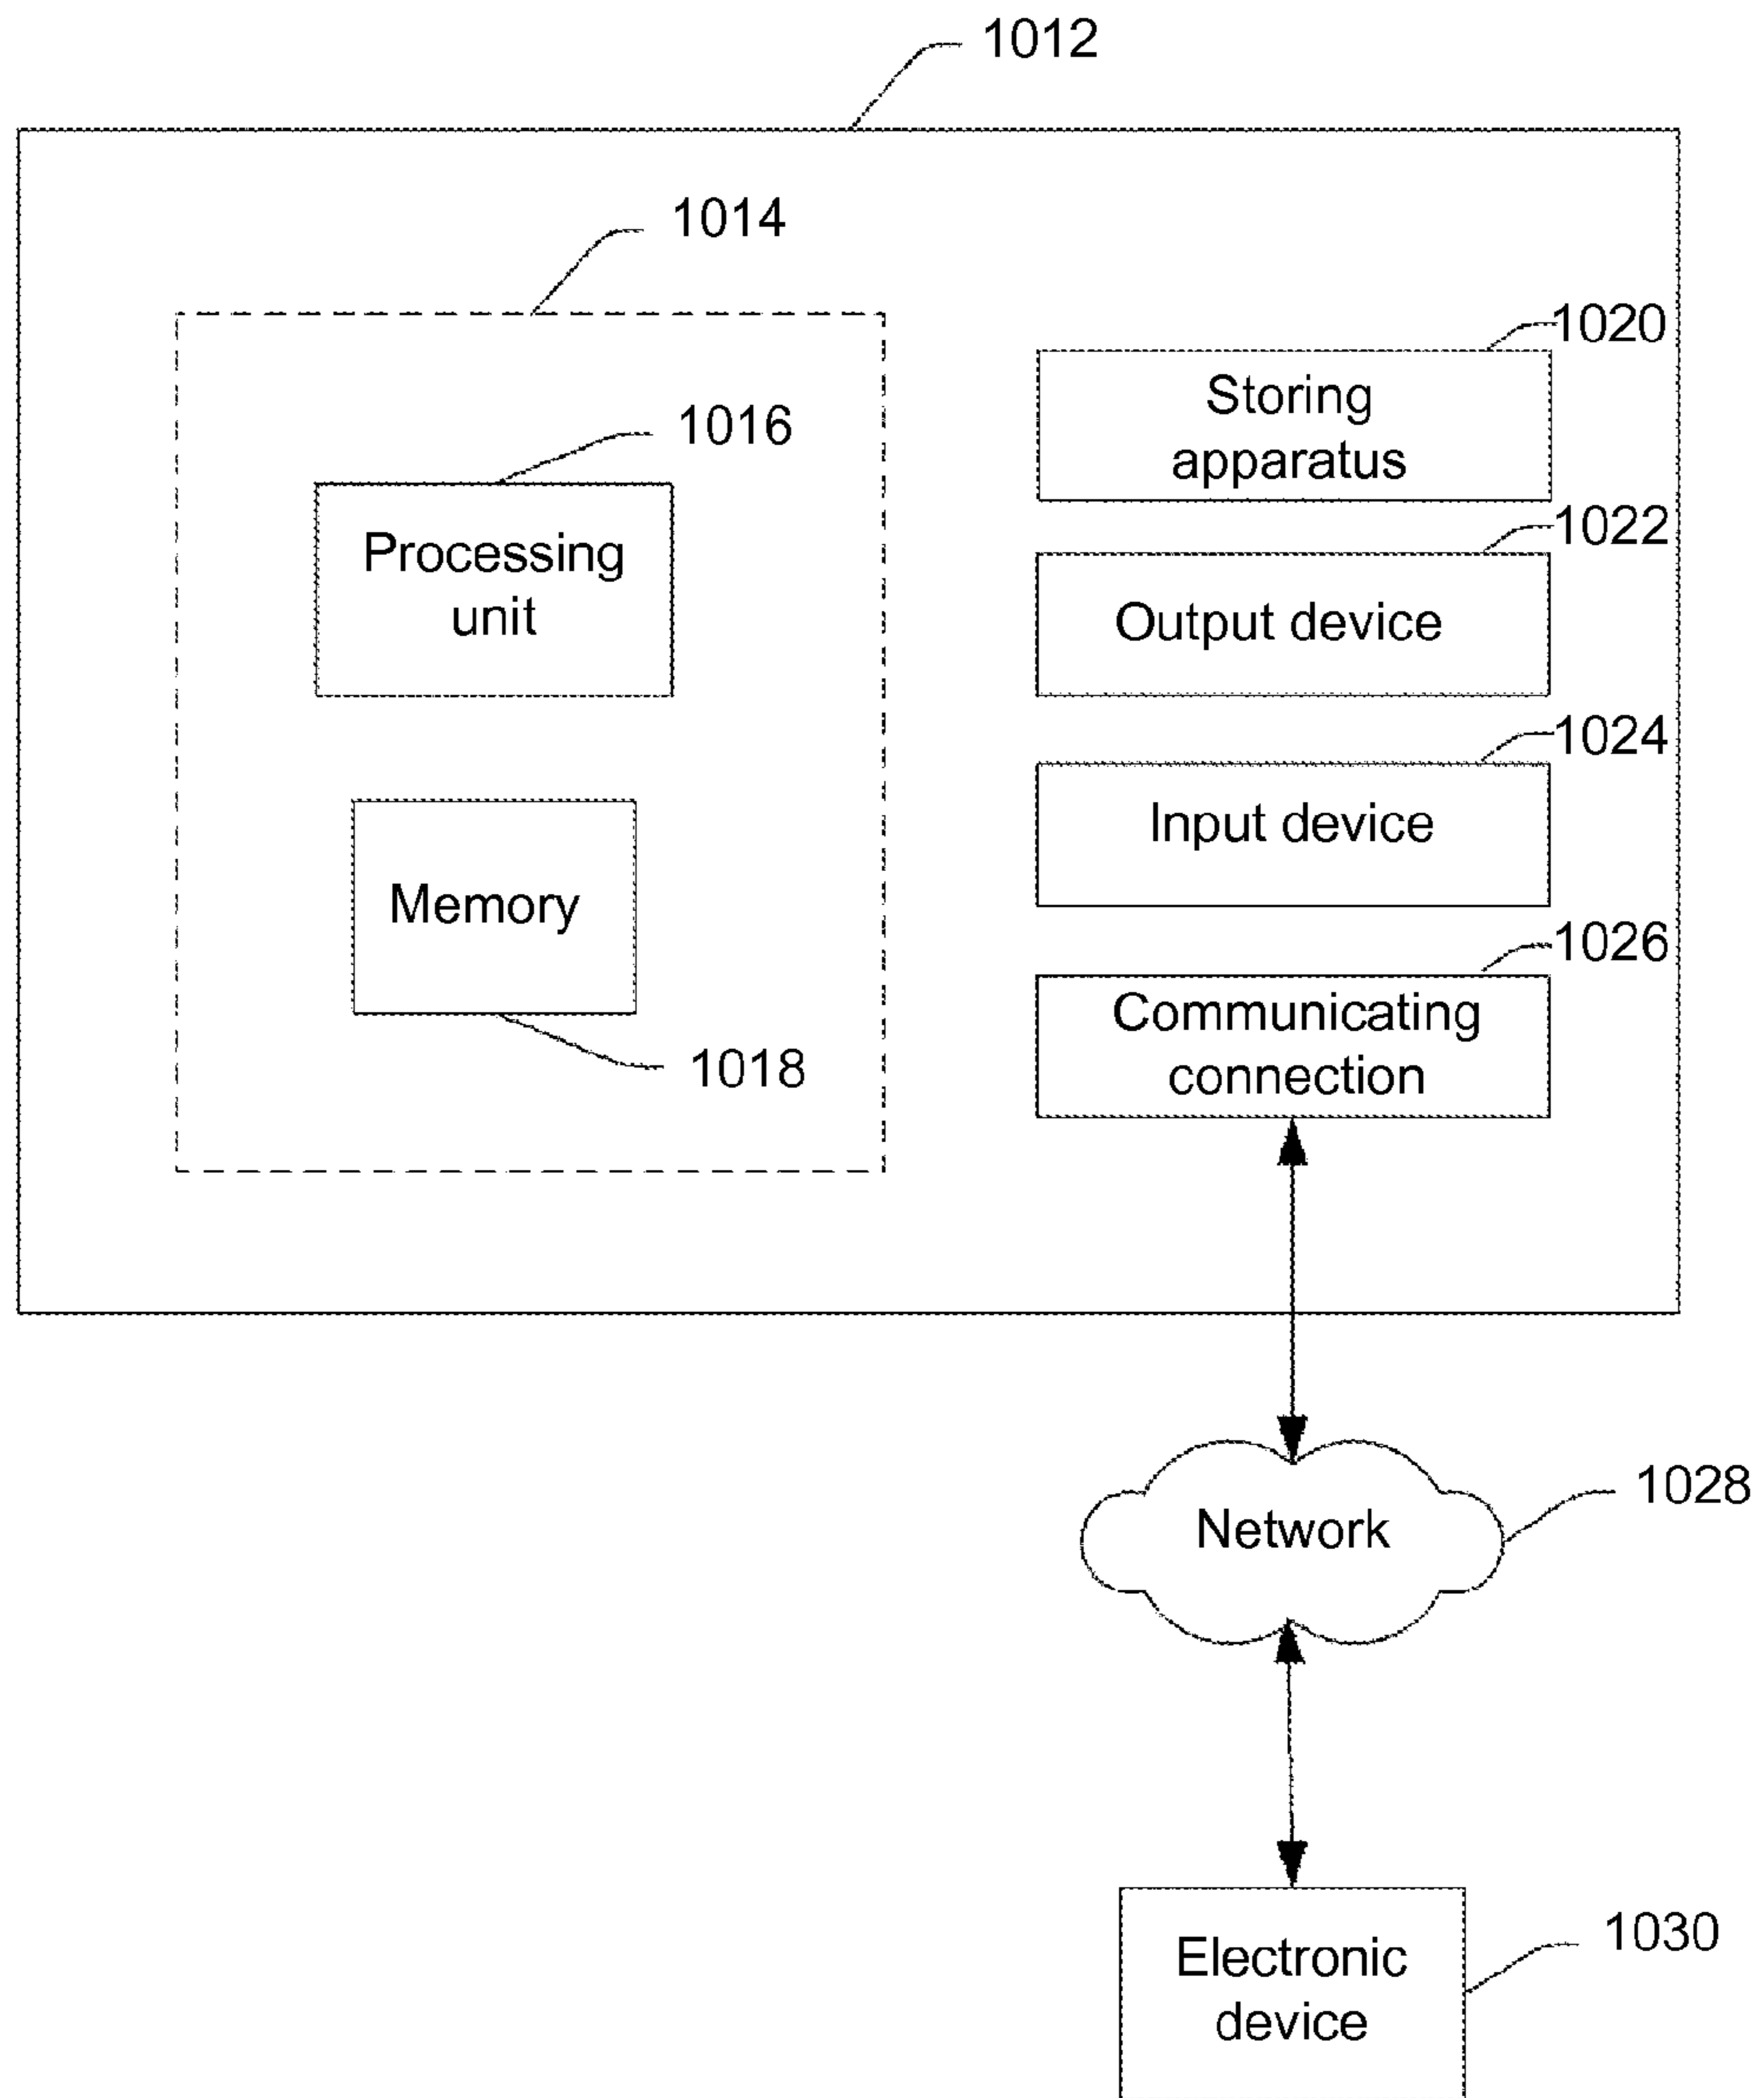 1012
1014
1020
Storing
apparatus
1016
Processing
unit
1022
Output device
1024
Input device
Memory
1018
1026
Communicating
connection
1028
Network
1030
Electronic
device